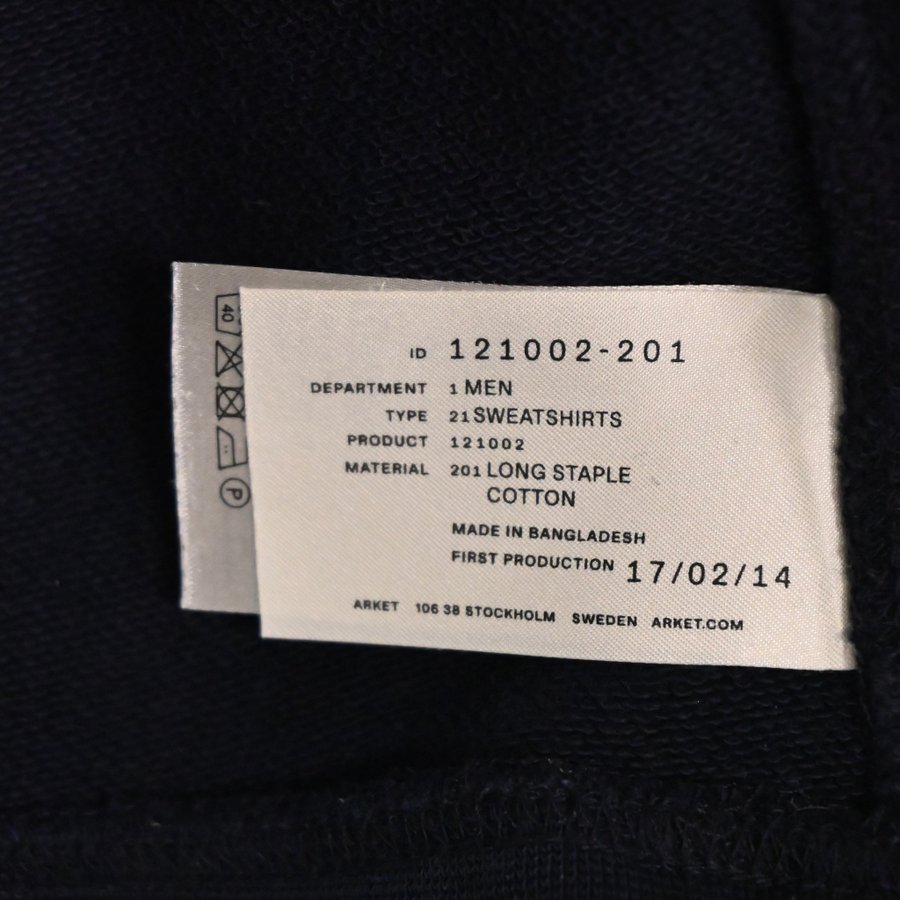 ID 121002-201
DEPARTMENT 1 MEN
TYPE 21 SWEATSHIRTS
PRODUCT 121002
MATERIAL 201 LONG STAPLE
COTTON
MADE IN BANGLADESH
FIRST PRODUCTION 17/02/14
ARKET 106 38 STOCKHOLM SWEDEN ARKET.COM
40
P